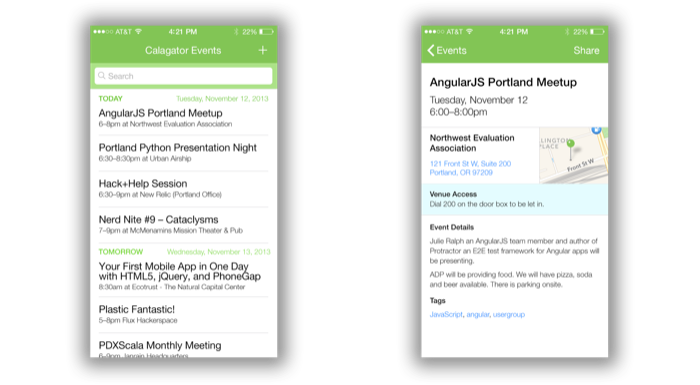 AT&T 4:21 PM 22%
Calagator Events +
Search
TODAY Tuesday, November 12, 2013
AngularJS Portland Meetup
6–8pm at Northwest Evaluation Association
Portland Python Presentation Night
6:30–8:30pm at Urban Airship
Hack+Help Session
6:30–9pm at New Relic (Portland Office)
Nerd Nite #9 – Cataclysms
7–9pm at McMenamins Mission Theater & Pub
TOMORROW Wednesday, November 13, 2013
Your First Mobile App in One Day
with HTML5, jQuery, and PhoneGap
8:30am at Ecotrust - The Natural Capital Center
Plastic Fantastic!
5–8pm Flux Hackerspace
PDXScala Monthly Meeting
6–9pm Janrain Headquarters
AT&T 4:21 PM 22%
Events Share
AngularJS Portland Meetup
Tuesday, November 12
6:00–8:00pm
Northwest Evaluation
Association
121 Front St W, Suite 200
Portland, OR 97209
LINGTO
PLACE
Front St W
Venue Access
Dial 200 on the door box to be let in.
Event Details
Julie Ralph an AngularJS team member and author of
Protractor an E2E test framework for Angular apps will
be presenting.
ADP will be providing food. We will have pizza, soda
and beer available. There is parking onsite.
Tags
JavaScript, angular, usergroup